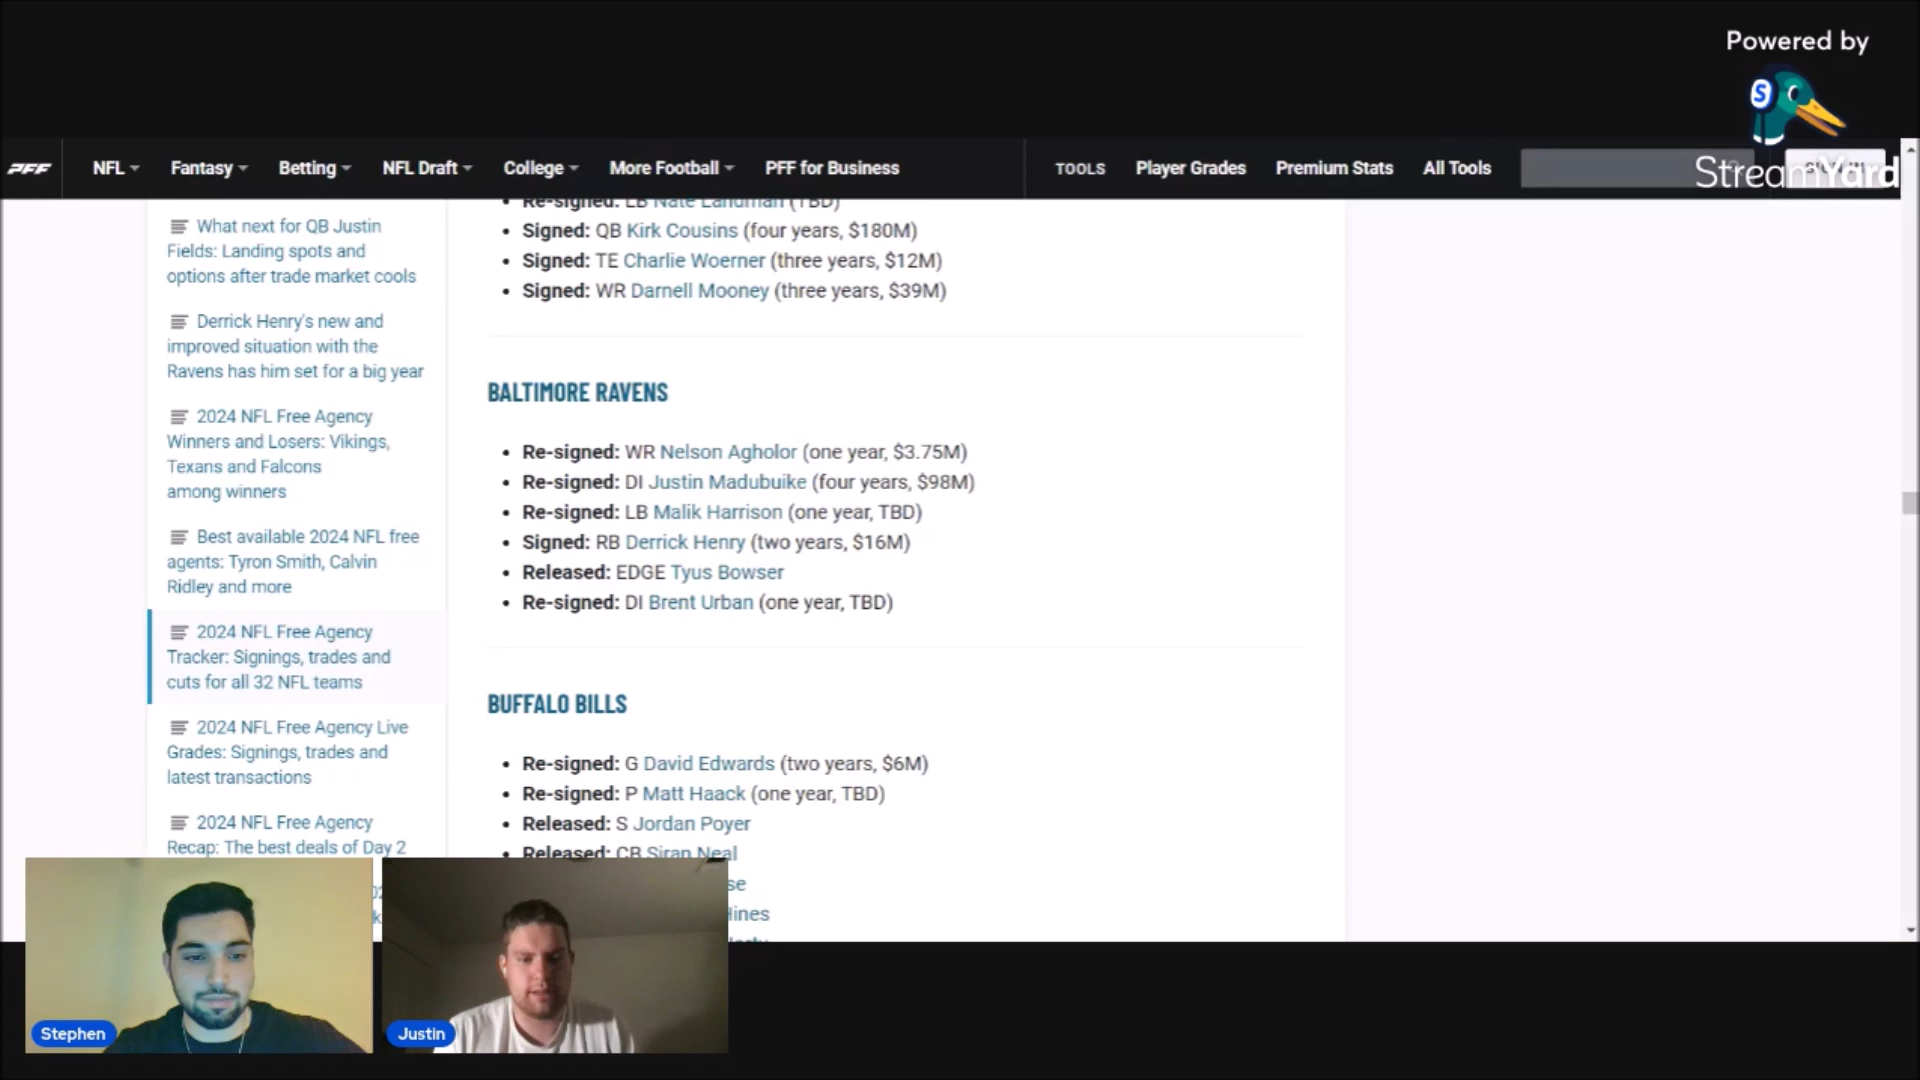 Powered by
StreamYard
PFF
NFL
Fantasy
Betting
NFL Draft
College
More Football
PFF for Business
TOOLS
Player Grades
Premium Stats
All Tools
What next for QB Justin
Fields: Landing spots and
options after trade market cools
Derrick Henry's new and
improved situation with the
Ravens has him set for a big year
2024 NFL Free Agency
Winners and Losers: Vikings,
Texans and Falcons
among winners
Best available 2024 NFL free
agents: Tyron Smith, Calvin
Ridley and more
2024 NFL Free Agency
Tracker: Signings, trades and
cuts for all 32 NFL teams
2024 NFL Free Agency Live
Grades: Signings, trades and
latest transactions
2024 NFL Free Agency
Recap: The best deals of Day 2
Re-signed: LB Nate Landman (TBD)
Signed: QB Kirk Cousins (four years, $180M)
Signed: TE Charlie Woerner (three years, $12M)
Signed: WR Darnell Mooney (three years, $39M)
BALTIMORE RAVENS
Re-signed: WR Nelson Agholor (one year, $3.75M)
Re-signed: DI Justin Madubuike (four years, $98M)
Re-signed: LB Malik Harrison (one year, TBD)
Signed: RB Derrick Henry (two years, $16M)
Released: EDGE Tyus Bowser
Re-signed: DI Brent Urban (one year, TBD)
BUFFALO BILLS
Re-signed: G David Edwards (two years, $6M)
Re-signed: P Matt Haack (one year, TBD)
Released: S Jordan Poyer
Released: CB Siran Neal
se
Hines
Stephen
Justin